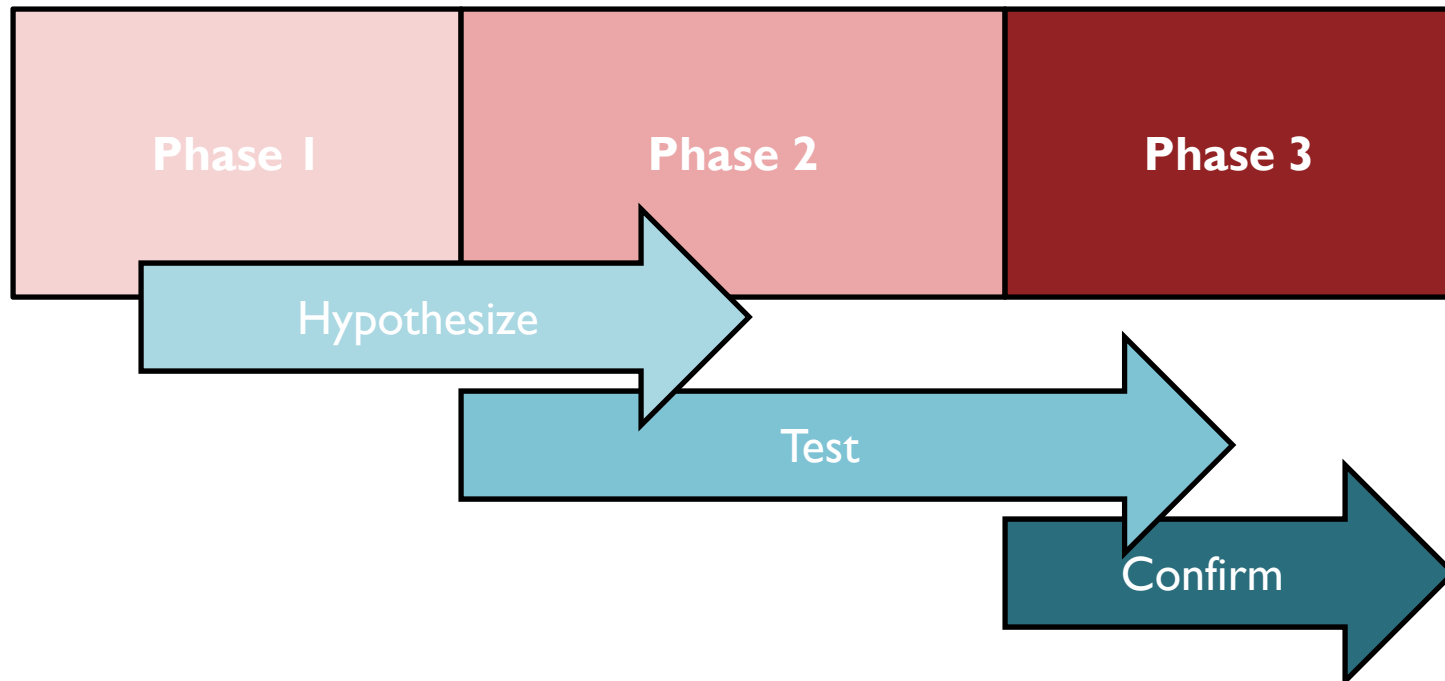 Phase 1
Phase 2
Phase 3
Hypothesize
Test
Confirm